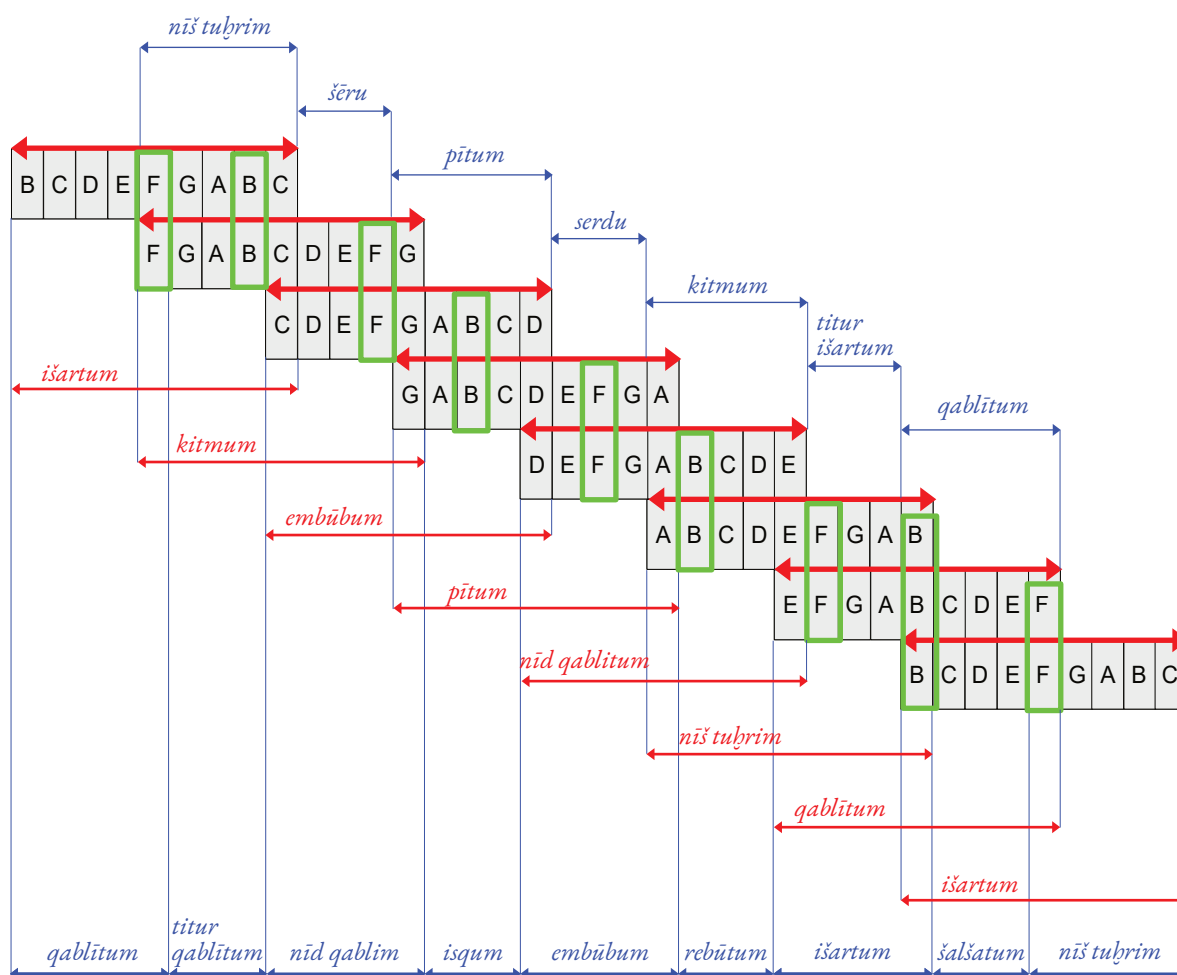 nīš tuḫrim
šēru
pītum
B C D E F G A B C
serdu
F G A B C D E F G
kitmum
C D E F G A B C D
titur
išartum
išartum
G A B C D E F G A
qablītum
kitmum
D E F G A B C D E
embūbum
A B C D E F G A B
pītum
E F G A B C D E F
nīd qablitum
B C D E F G A B C
nīš tuḫrim
qablītum
išartum
qablītum
titur
qablītum
nīd qablim
isqum
embūbum
rebūtum
išartum
šalšatum
nīš tuḫrim